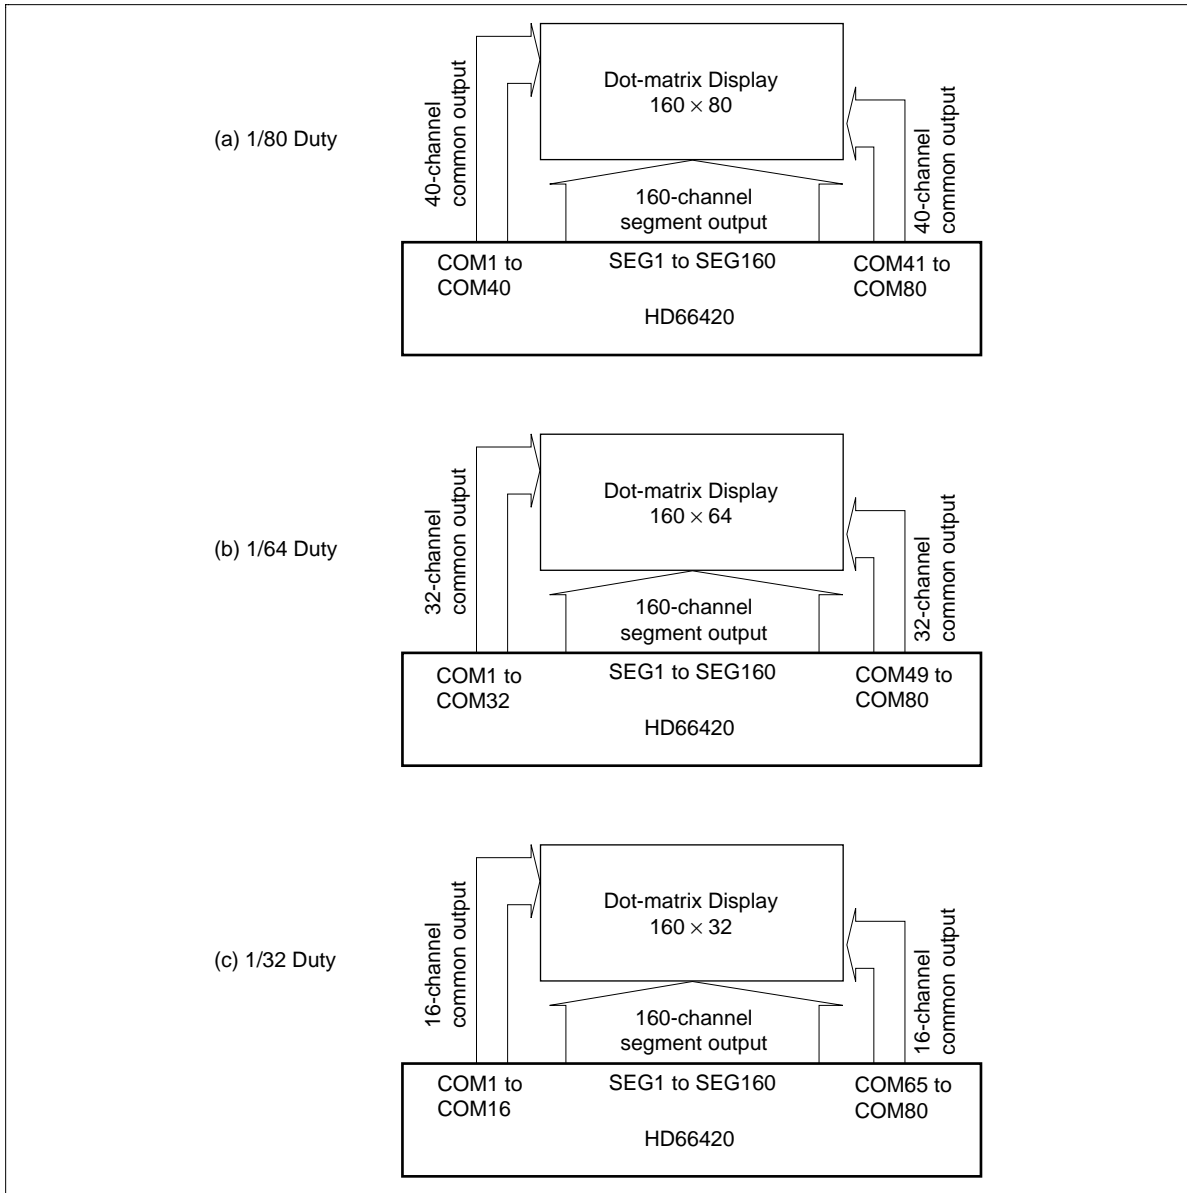 (a) 1/80 Duty
40-channel
common output
Dot-matrix Display
160 × 80
40-channel
common output
160-channel
segment output
COM1 to
COM40
SEG1 to SEG160
COM41 to
COM80
HD66420
(b) 1/64 Duty
32-channel
common output
Dot-matrix Display
160 × 64
32-channel
common output
160-channel
segment output
COM1 to
COM32
SEG1 to SEG160
COM49 to
COM80
HD66420
(c) 1/32 Duty
16-channel
common output
Dot-matrix Display
160 × 32
16-channel
common output
160-channel
segment output
COM1 to
COM16
SEG1 to SEG160
COM65 to
COM80
HD66420